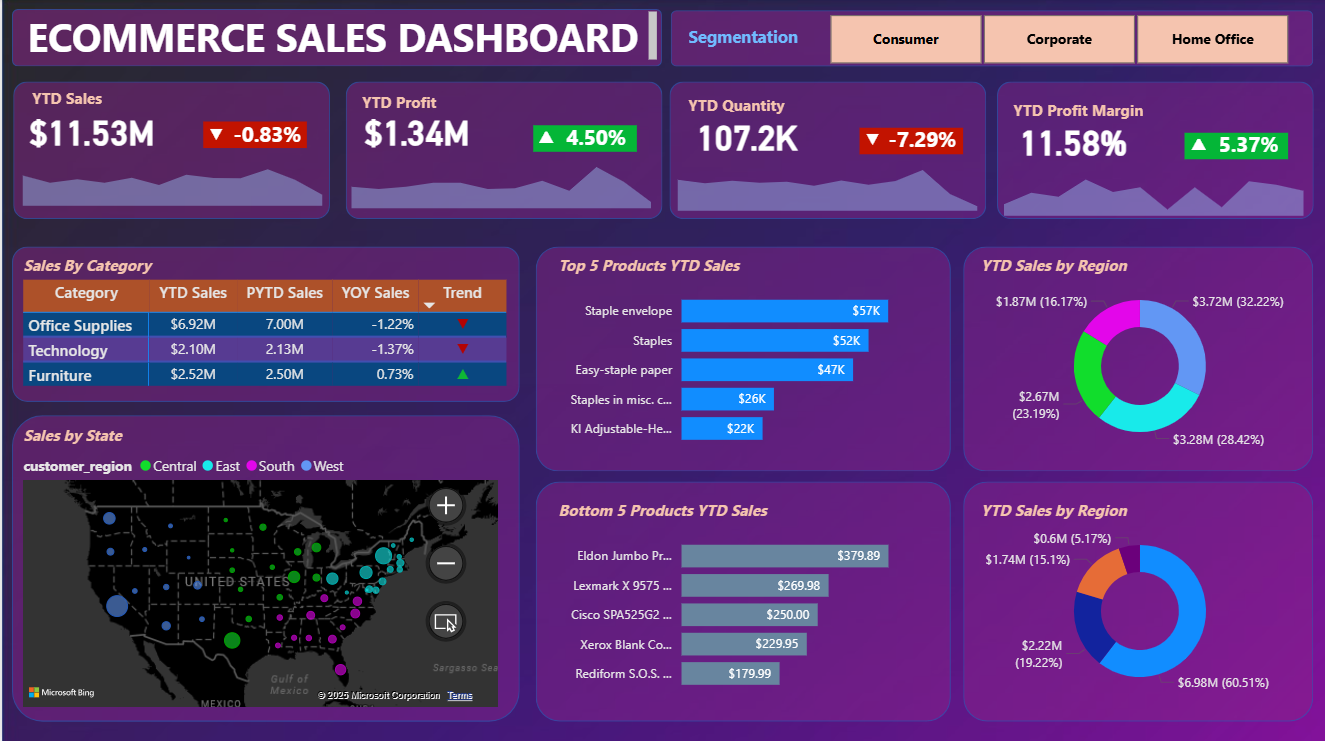 ECOMMERCE SALES DASHBOARD
Segmentation
Consumer
Corporate
Home Office
YTD Sales
$11.53M
-0.83%
YTD Profit
$1.34M
4.50%
YTD Quantity
107.2K
-7.29%
YTD Profit Margin
11.58%
5.37%
Sales By Category
Category YTD Sales PYTD Sales YOY Sales Trend
Office Supplies $6.92M 7.00M -1.22%
Technology $2.10M 2.13M -1.37%
Furniture $2.52M 2.50M 0.73%
Sales by State
customer_region Central East South West
UNITED STATES
Sargasso Sea
Gulf of
Mexico
MEXICO
Microsoft Bing
© 2025 Microsoft Corporation Terms
Top 5 Products YTD Sales
Staple envelope $57K
Staples $52K
Easy-staple paper $47K
Staples in misc. c... $26K
KI Adjustable-He... $22K
Bottom 5 Products YTD Sales
Eldon Jumbo Pr... $379.89
Lexmark X 9575 ... $269.98
Cisco SPA525G2 ... $250.00
Xerox Blank Co... $229.95
Rediform S.O.S. ... $179.99
YTD Sales by Region
$1.87M (16.17%)
$3.72M (32.22%)
$2.67M
(23.19%)
$3.28M (28.42%)
YTD Sales by Region
$0.6M (5.17%)
$1.74M (15.1%)
$2.22M
(19.22%)
$6.98M (60.51%)